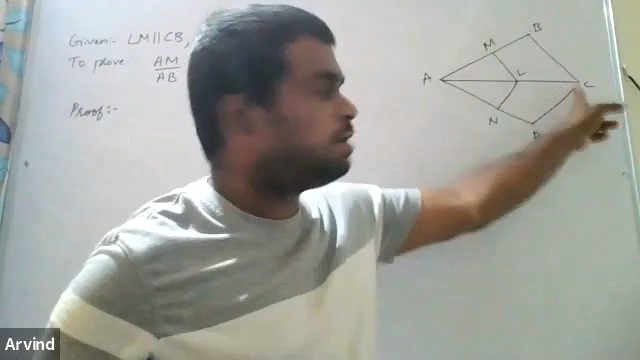 Given:- LM || CB,
To prove AM
AB
Proof:-
A
M
B
L
C
N
D
Arvind